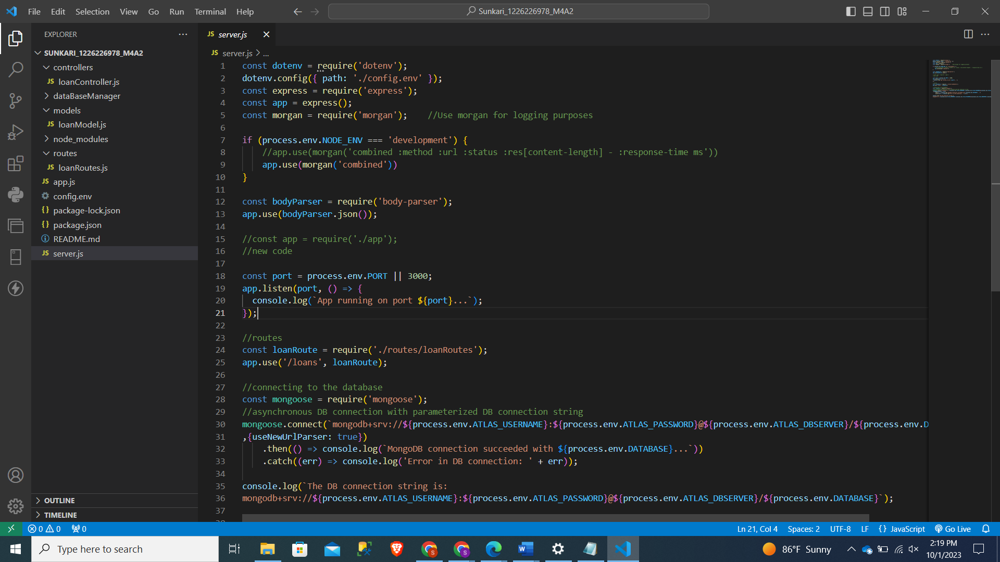 File Edit Selection View Go Run Terminal Help
Sunkari_1226226978_M4A2
EXPLORER
SUNKARI_1226226978_M4A2
controllers
JS loanController.js
dataBaseManager
models
JS loanModel.js
node_modules
routes
JS loanRoutes.js
JS app.js
config.env
{} package-lock.json
{} package.json
README.md
JS server.js
OUTLINE
TIMELINE
JS server.js
JS server.js > ...
1 const dotenv = require('dotenv');
2 dotenv.config({ path: './config.env' });
3 const express = require('express');
4 const app = express();
5 const morgan = require('morgan');    //Use morgan for logging purposes
6
7 if (process.env.NODE_ENV === 'development') {
8     //app.use(morgan('combined :method :url :status :res[content-length] - :response-time ms'))
9     app.use(morgan('combined'))
10 }
11
12 const bodyParser = require('body-parser');
13 app.use(bodyParser.json());
14
15 //const app = require('./app');
16 //new code
17
18 const port = process.env.PORT || 3000;
19 app.listen(port, () => {
20   console.log(`App running on port ${port}...`);
21 });
22
23 //routes
24 const loanRoute = require('./routes/loanRoutes');
25 app.use('/loans', loanRoute);
26
27 //connecting to the database
28 const mongoose = require('mongoose');
29 //asynchronous DB connection with parameterized DB connection string
30 mongoose.connect(`mongodb+srv://${process.env.ATLAS_USERNAME}:${process.env.ATLAS_PASSWORD}@${process.env.ATLAS_DBSERVER}/${process.env.D
31 ,{useNewUrlParser: true})
32     .then(() => console.log(`MongoDB connection succeeded with ${process.env.DATABASE}...`))
33     .catch((err) => console.log('Error in DB connection: ' + err));
34
35 console.log(`The DB connection string is:
36 mongodb+srv://${process.env.ATLAS_USERNAME}:${process.env.ATLAS_PASSWORD}@${process.env.ATLAS_DBSERVER}/${process.env.DATABASE}`);
37
0 0 0
Ln 21, Col 4 Spaces: 2 UTF-8 LF {} JavaScript Go Live
Type here to search
86°F Sunny
2:19 PM
10/1/2023